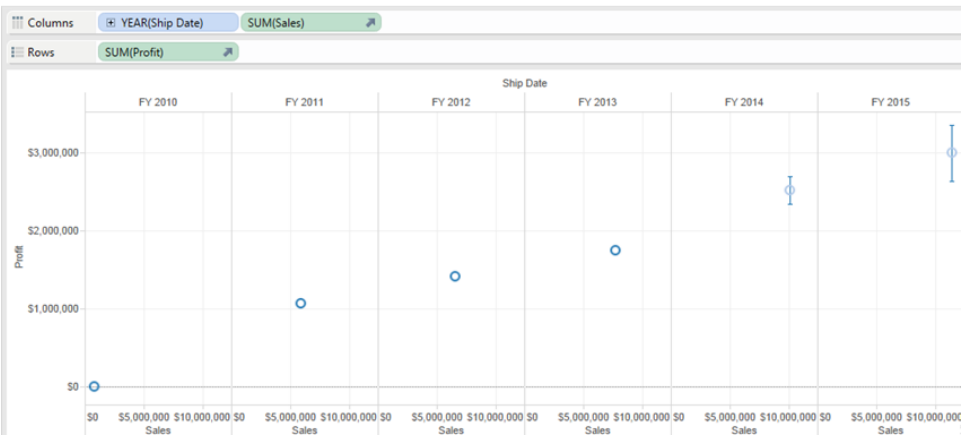 Columns YEAR(Ship Date) SUM(Sales)
Rows SUM(Profit)
Ship Date
FY 2010 FY 2011 FY 2012 FY 2013 FY 2014 FY 2015
$3,000,000
$2,000,000
Profit
$1,000,000
$0
$0 $5,000,000 $10,000,000 $0 $5,000,000 $10,000,000 $0 $5,000,000 $10,000,000 $0 $5,000,000 $10,000,000 $0 $5,000,000 $10,000,000 $0 $5,000,000 $10,000,000
Sales Sales Sales Sales Sales Sales